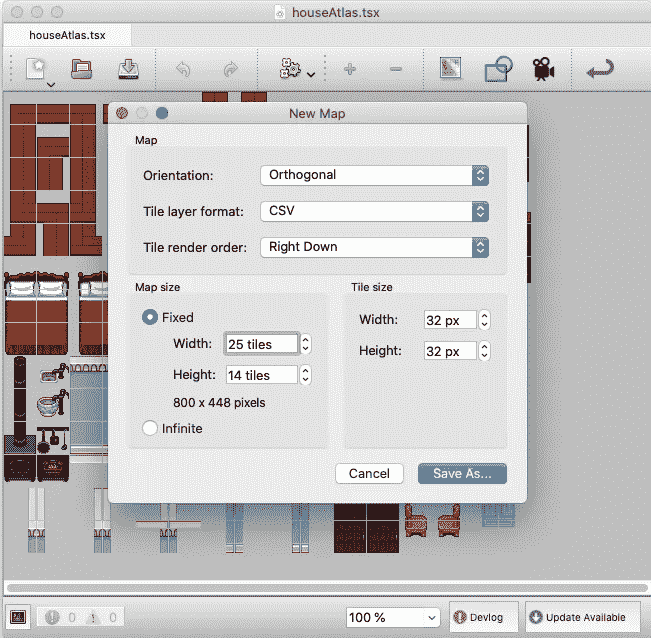 houseAtlas.tsx
houseAtlas.tsx
New Map
Map
Orientation: Orthogonal
Tile layer format: CSV
Tile render order: Right Down
Map size
Fixed
Width: 25 tiles
Height: 14 tiles
800 x 448 pixels
Infinite
Tile size
Width: 32 px
Height: 32 px
Cancel Save As...
0 0 100 % Devlog Update Available